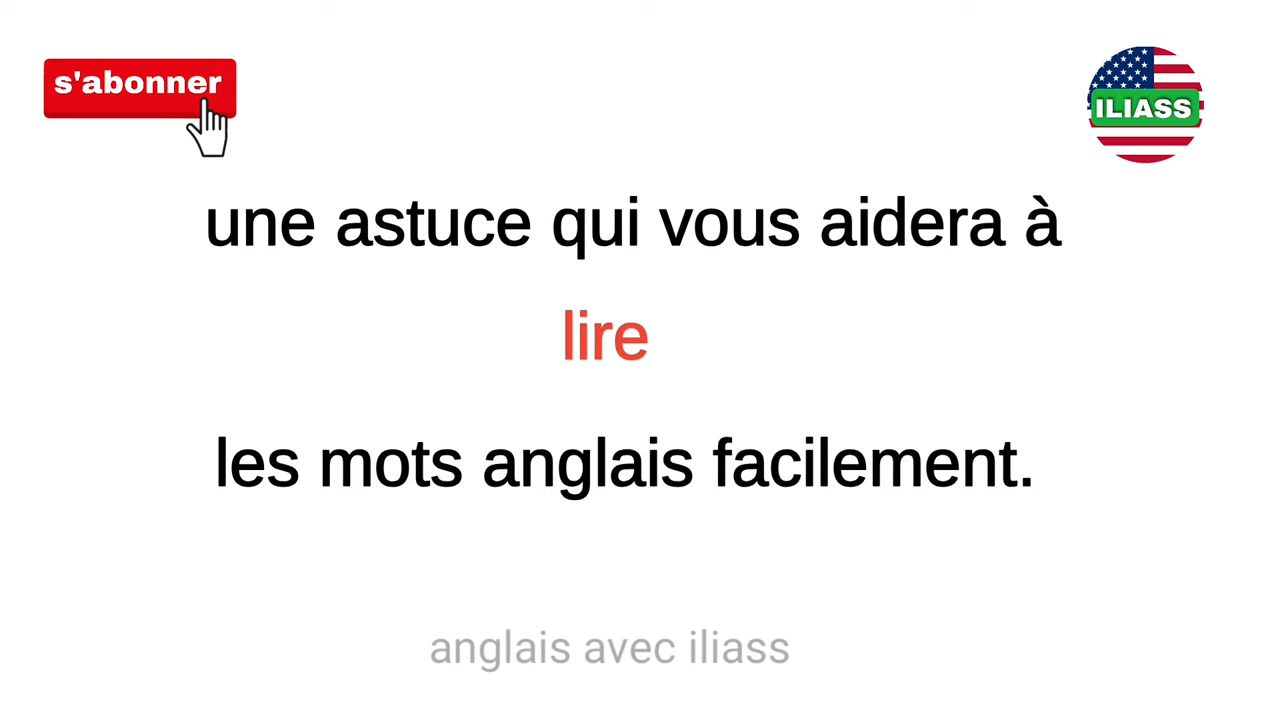 s'abonner
ILIASS
une astuce qui vous aidera à
lire
les mots anglais facilement.
anglais avec iliass